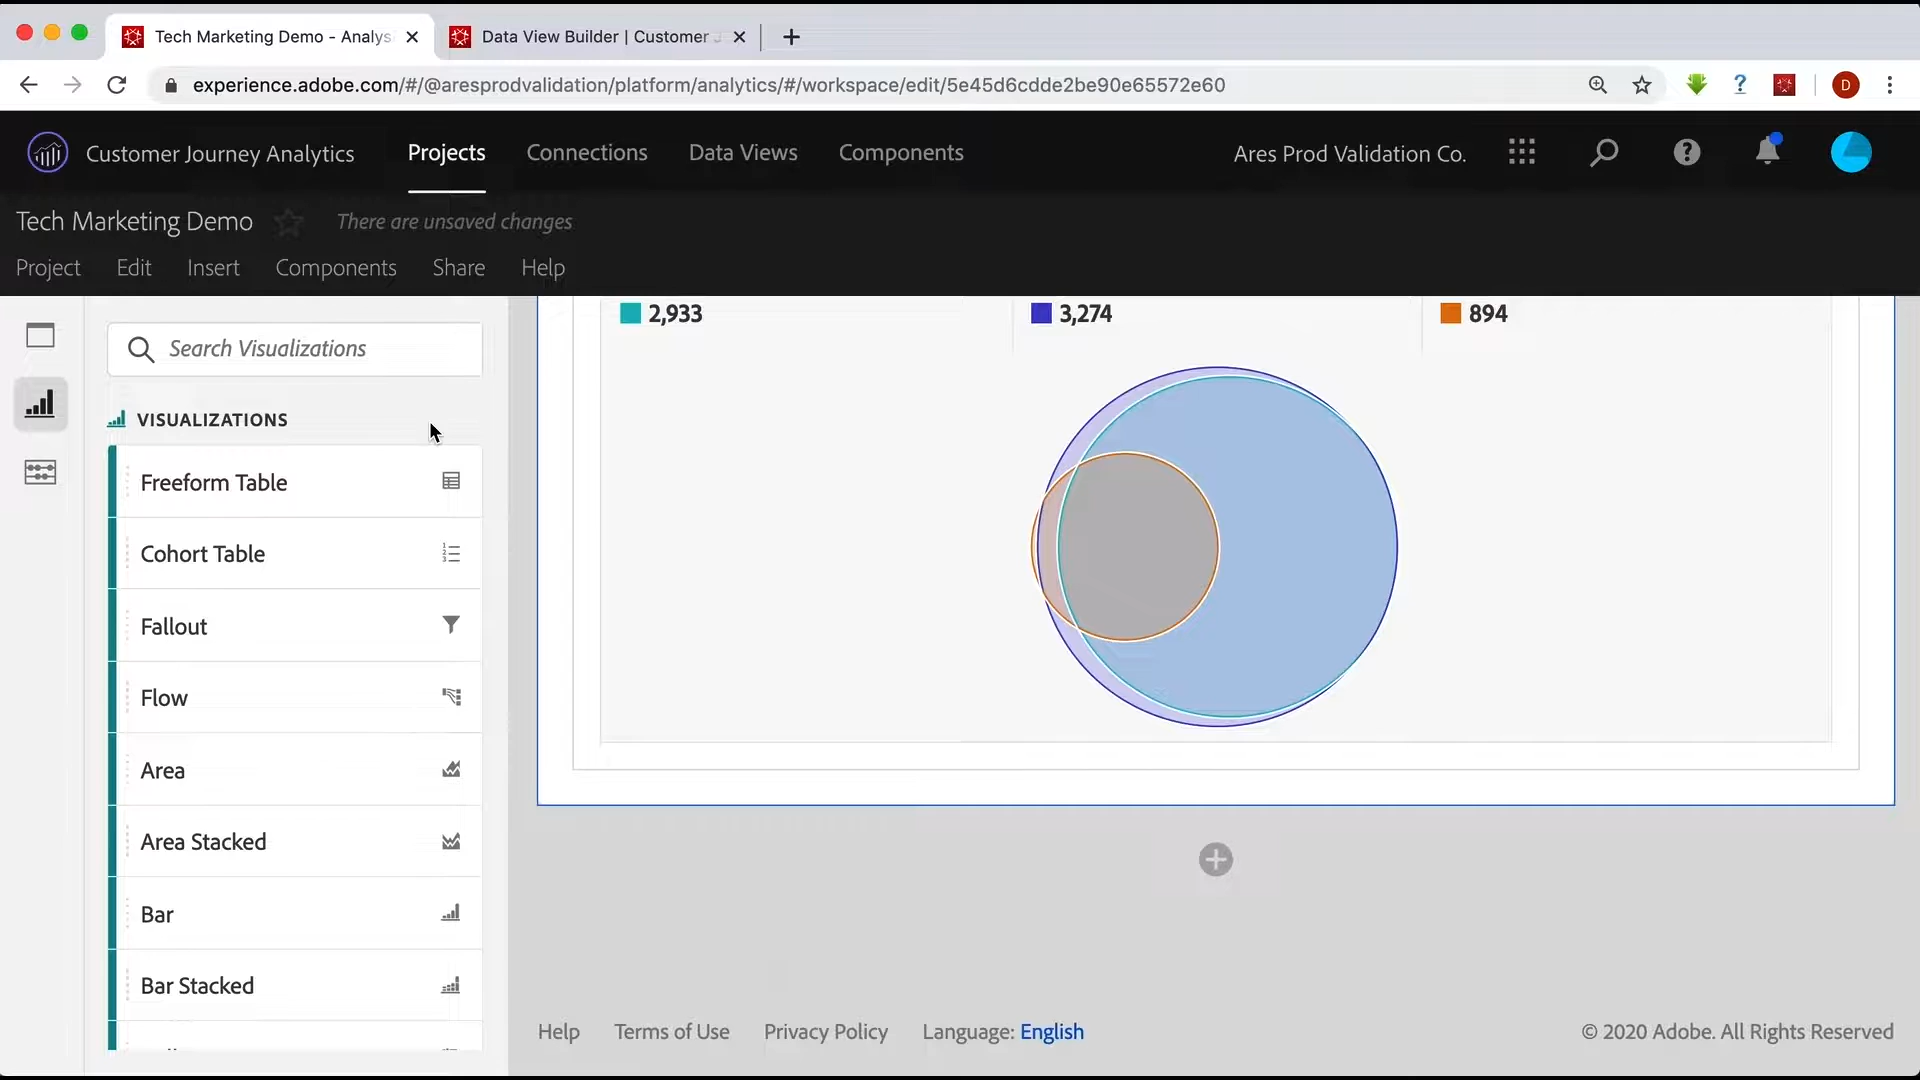 Tech Marketing Demo - Analys
Data View Builder | Customer J
experience.adobe.com/#/@aresprodvalidation/platform/analytics/#/workspace/edit/5e45d6cdde2be90e65572e60
D
Customer Journey Analytics
Projects
Connections
Data Views
Components
Ares Prod Validation Co.
Tech Marketing Demo
There are unsaved changes
Project
Edit
Insert
Components
Share
Help
Search Visualizations
VISUALIZATIONS
Freeform Table
Cohort Table
Fallout
Flow
Area
Area Stacked
Bar
Bar Stacked
2,933
3,274
894
Help
Terms of Use
Privacy Policy
Language: English
© 2020 Adobe. All Rights Reserved